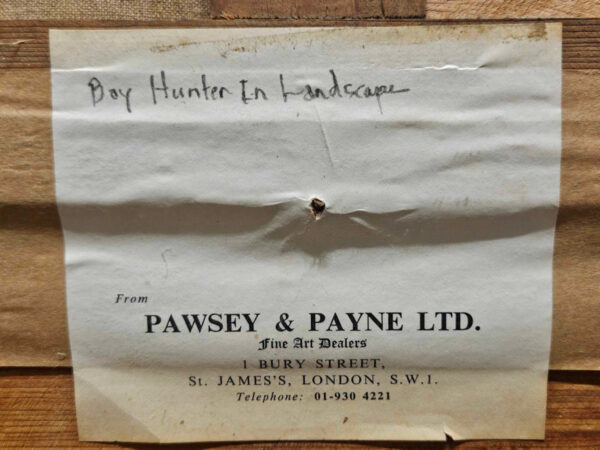 Boy Hunter In Landscape
From
PAWSEY & PAYNE LTD.
Fine Art Dealers
1 BURY STREET,
St. JAMES'S, LONDON, S.W.1.
Telephone: 01-930 4221